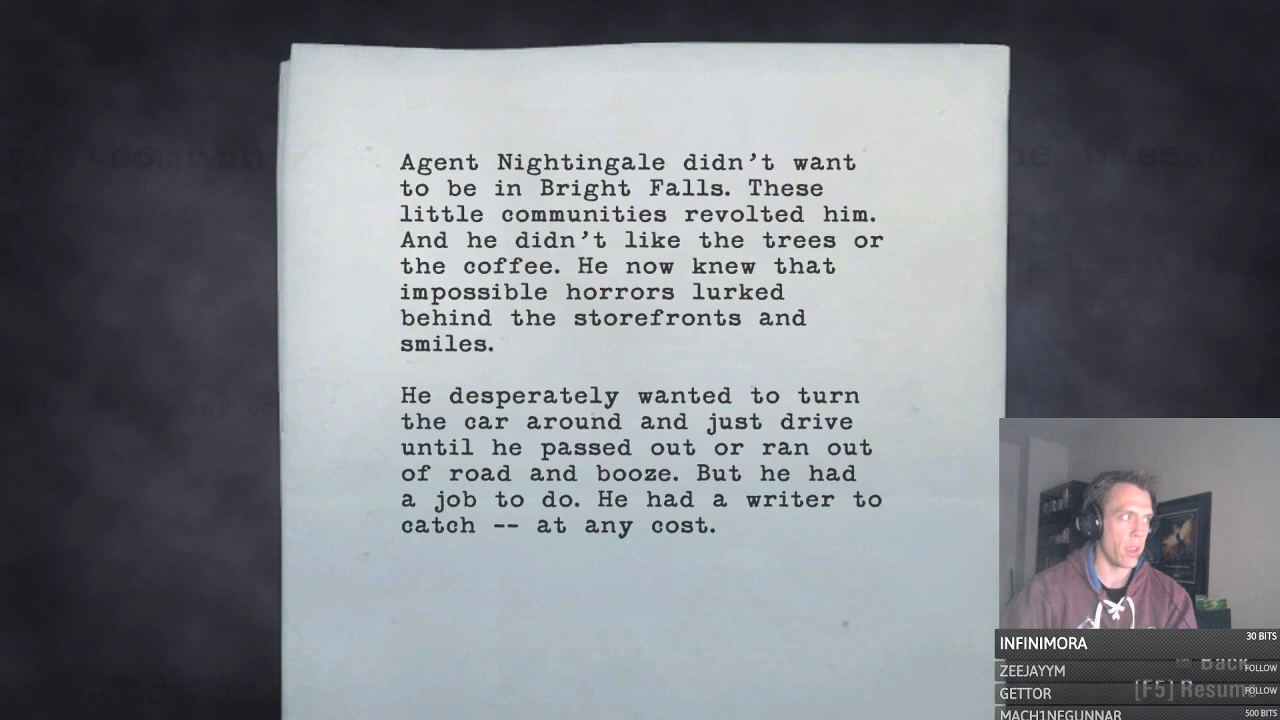 Agent Nightingale didn't want
to be in Bright Falls. These
little communities revolted him.
And he didn't like the trees or
the coffee. He now knew that
impossible horrors lurked
behind the storefronts and
smiles.
He desperately wanted to turn
the car around and just drive
until he passed out or ran out
of road and booze. But he had
a job to do. He had a writer to
catch -- at any cost.
INFINIMORA 30 BITS
Back
ZEEJAYYM FOLLOW
[F5] Resume
GETTOR FOLLOW
MACH1NEGUNNAR 500 BITS